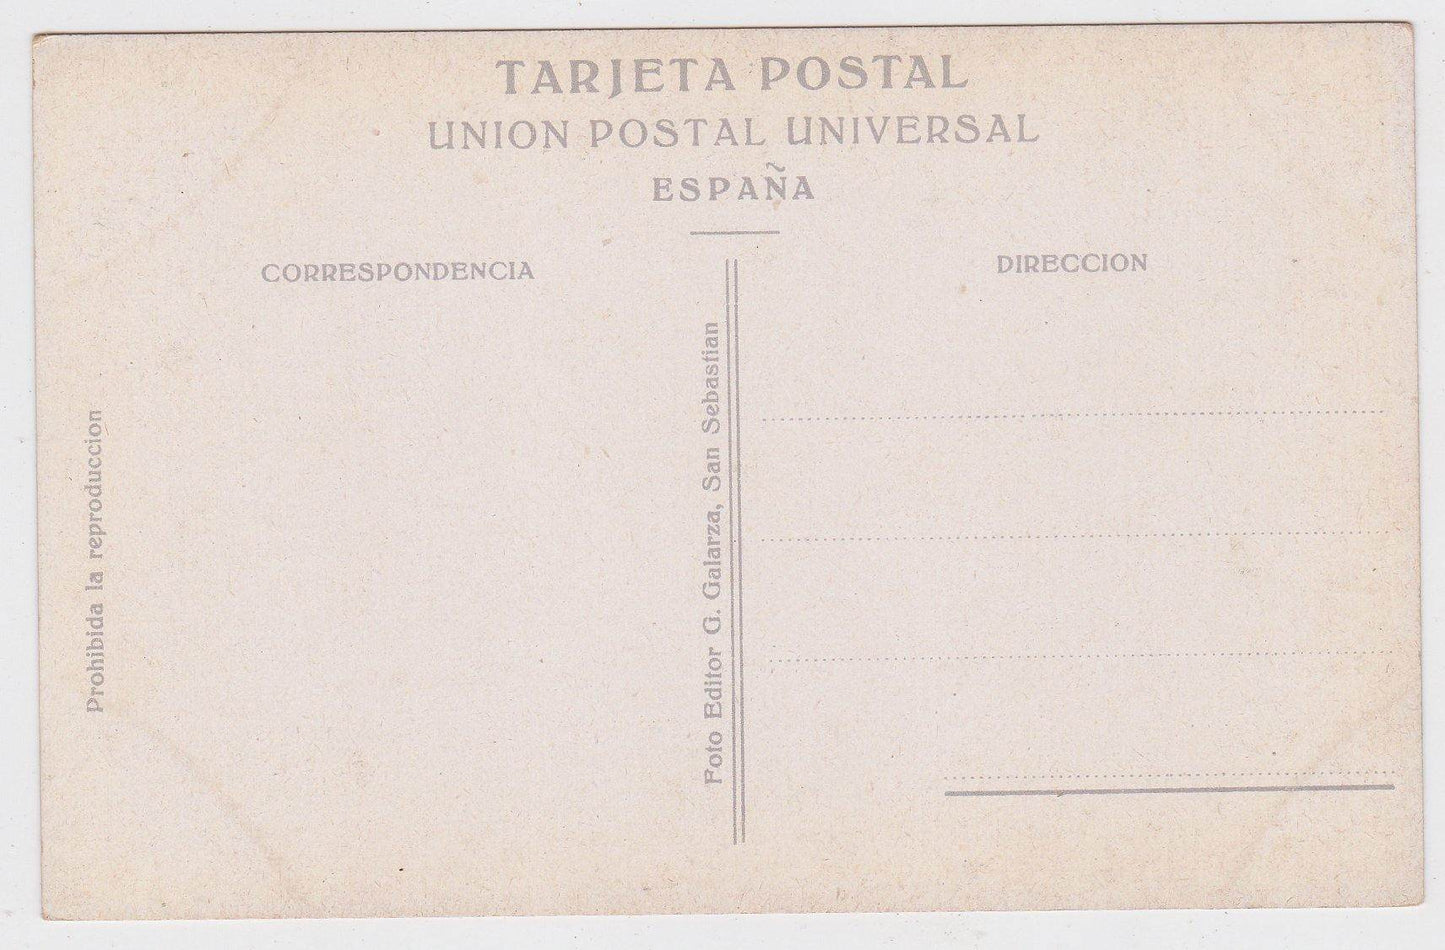 TARJETA POSTAL
UNION POSTAL UNIVERSAL
ESPAÑA
CORRESPONDENCIA
DIRECCION
Prohibida la reproduccion
Foto Editor G. Galarza, San Sebastian